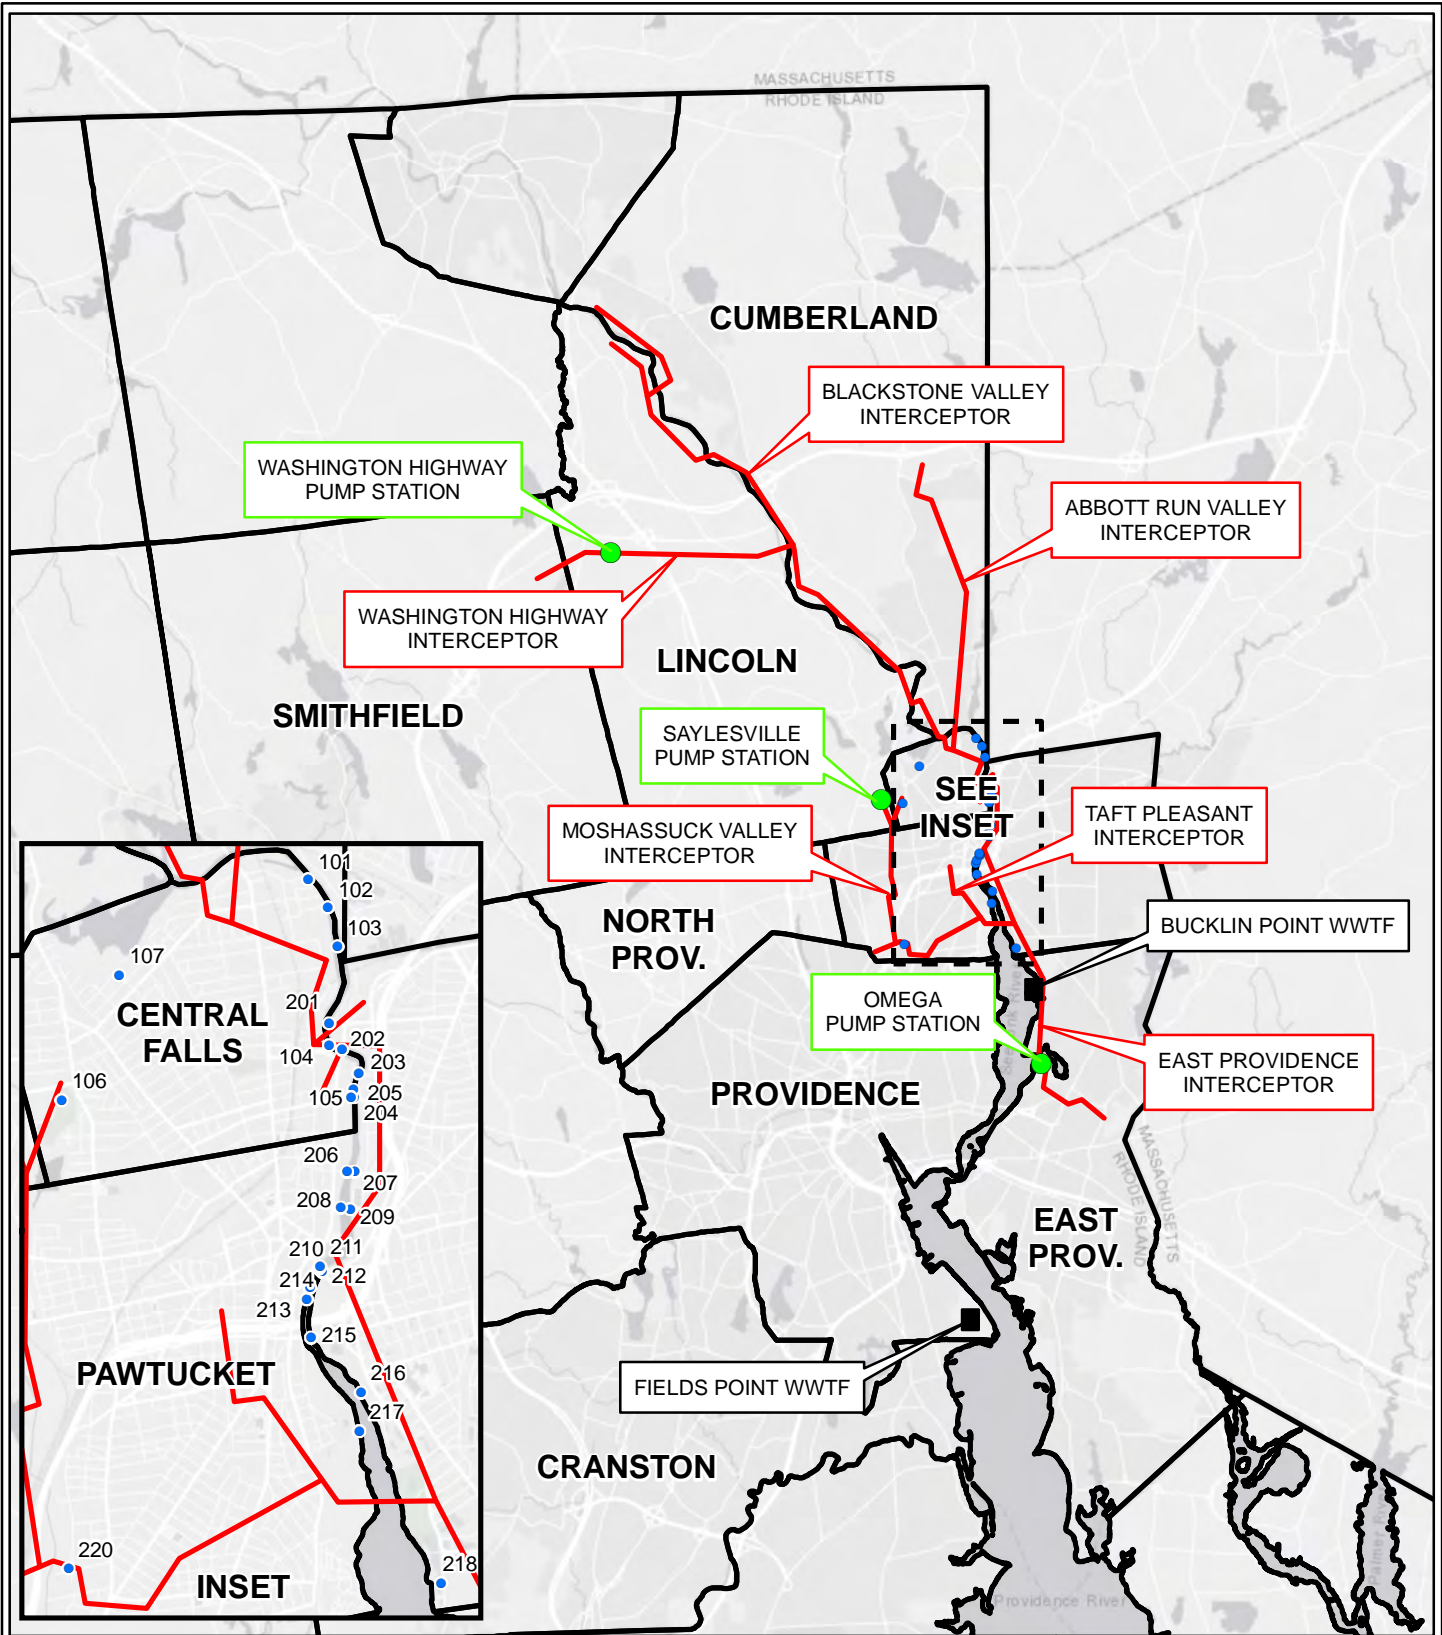 MASSACHUSETTS
RHODE ISLAND
CUMBERLAND
BLACKSTONE VALLEY
INTERCEPTOR
WASHINGTON HIGHWAY
PUMP STATION
ABBOTT RUN VALLEY
INTERCEPTOR
WASHINGTON HIGHWAY
INTERCEPTOR
LINCOLN
SMITHFIELD
SAYLESVILLE
PUMP STATION
SEE
INSET
TAFT PLEASANT
INTERCEPTOR
MOSHASSUCK VALLEY
INTERCEPTOR
NORTH
PROV.
BUCKLIN POINT WWTF
OMEGA
PUMP STATION
EAST PROVIDENCE
INTERCEPTOR
PROVIDENCE
MASSACHUSETTS
RHODE ISLAND
EAST
PROV.
FIELDS POINT WWTF
CRANSTON
Providence River
Palmer River
101
102
103
107
CENTRAL
FALLS
201
202
104
203
106
105
205
204
206
207
208
209
210
211
214
212
213
215
PAWTUCKET
216
217
220
218
INSET